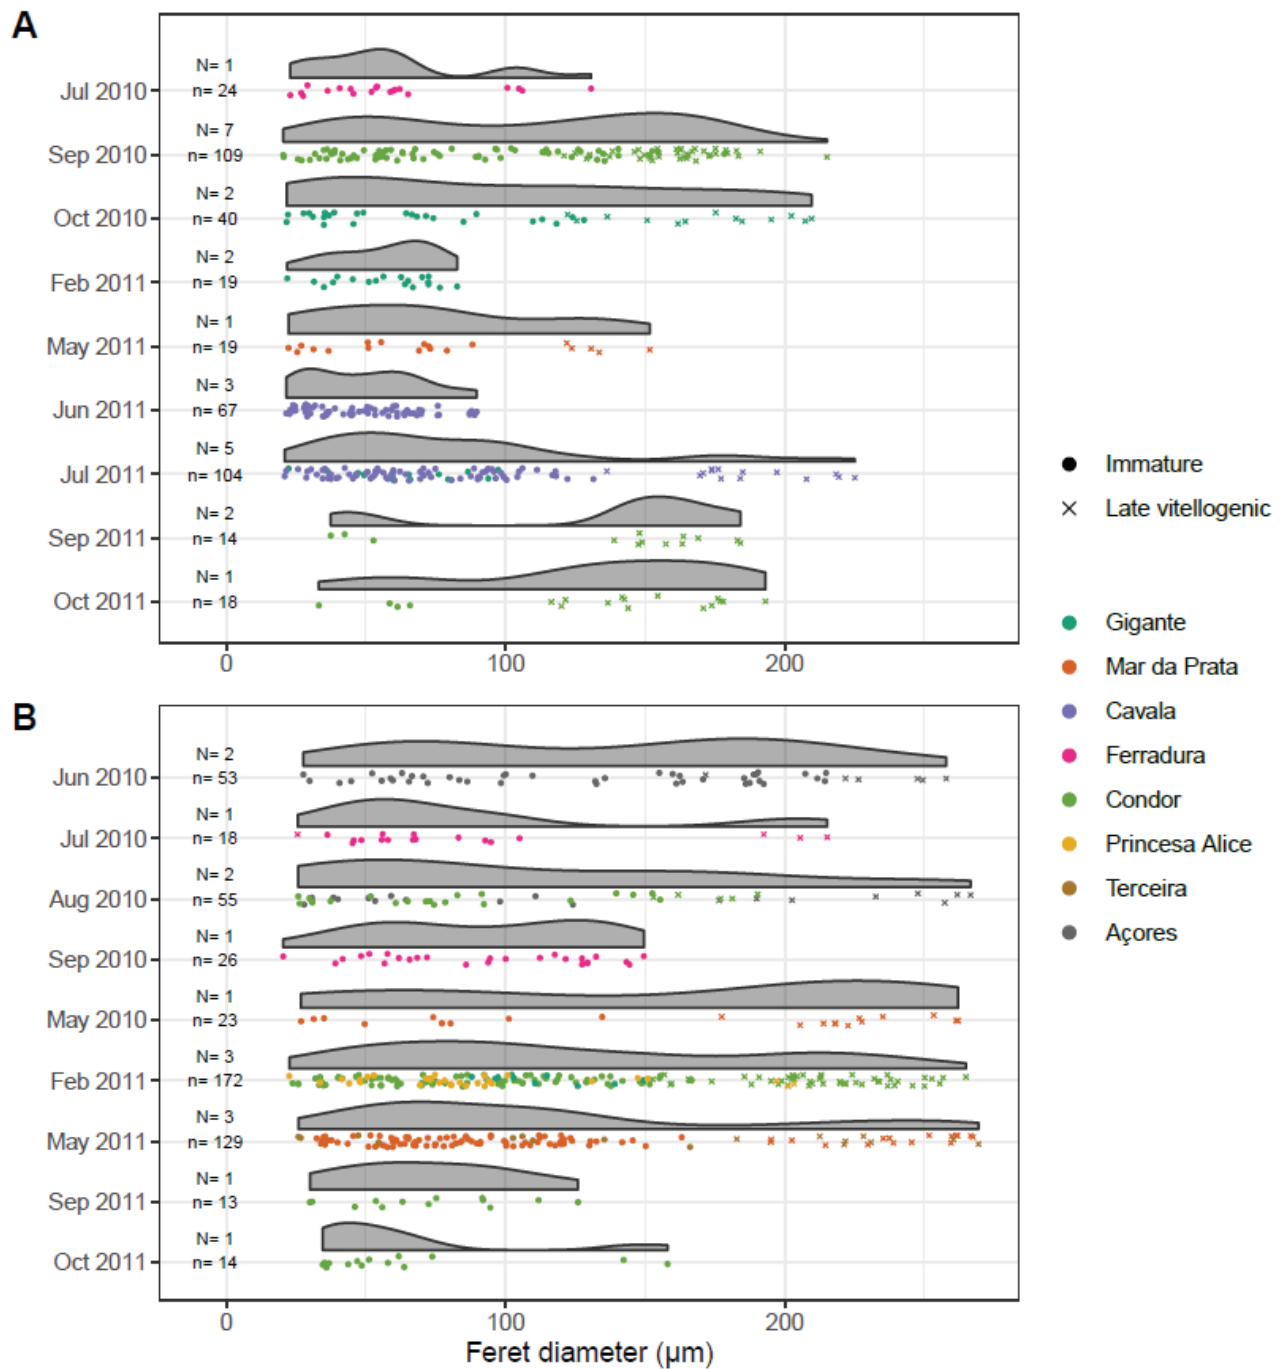 A
N= 1
Jul 2010
n= 24
N= 7
Sep 2010
n= 109
N= 2
Oct 2010
n= 40
N= 2
Feb 2011
n= 19
N= 1
May 2011
n= 19
N= 3
Jun 2011
n= 67
N= 5
Jul 2011
n= 104
N= 2
Sep 2011
n= 14
N= 1
Oct 2011
n= 18
0 100 200
Immature
Late vitellogenic
Gigante
Mar da Prata
Cavala
Ferradura
Condor
Princesa Alice
Terceira
Açores
B
N= 2
Jun 2010
n= 53
N= 1
Jul 2010
n= 18
N= 2
Aug 2010
n= 55
N= 1
Sep 2010
n= 26
N= 1
May 2010
n= 23
N= 3
Feb 2011
n= 172
N= 3
May 2011
n= 129
N= 1
Sep 2011
n= 13
N= 1
Oct 2011
n= 14
0 100 200
Feret diameter (µm)